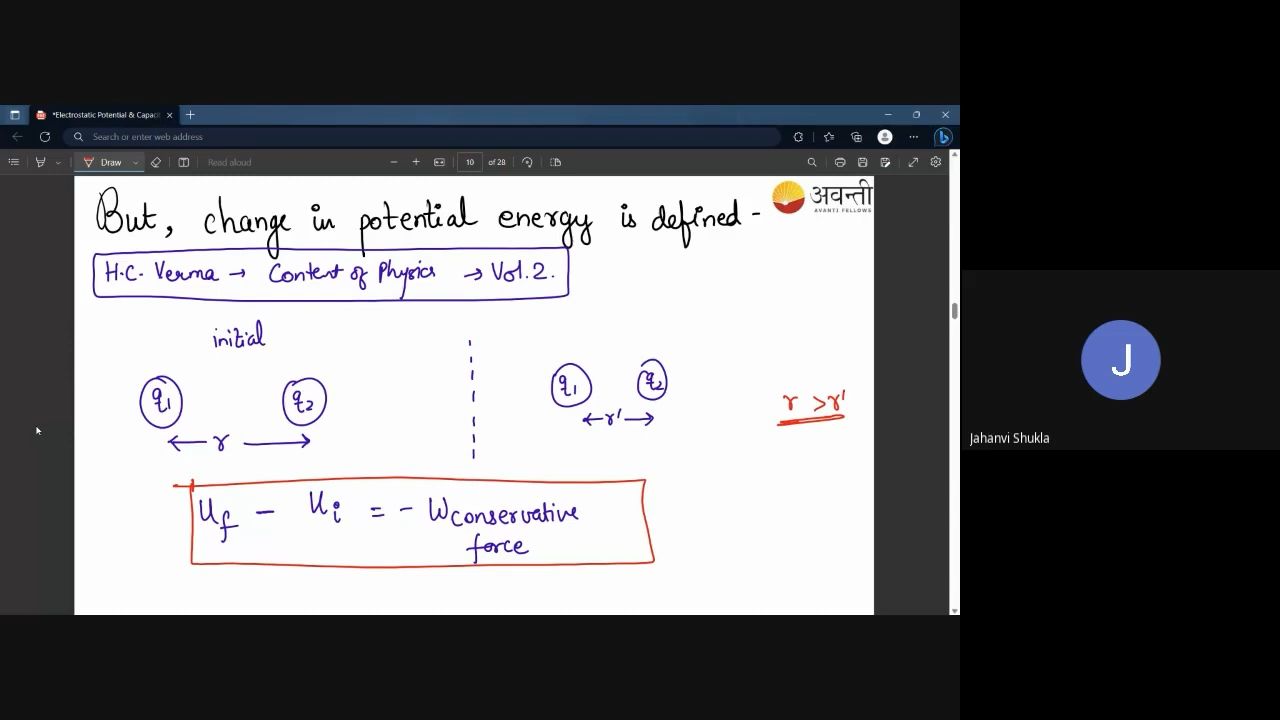 *Electrostatic Potential & Capaci
Search or enter web address
Draw
Read aloud
10 of 28
But, change in potential energy is defined -
अवन्ती
AVANTI FELLOWS
H.C. Verma → Content of Physics → Vol. 2.
initial
q1 q2 q1 q2
← r → ← r' → r > r'
Uf - Ui = - Wconservative
force
J
Jahanvi Shukla